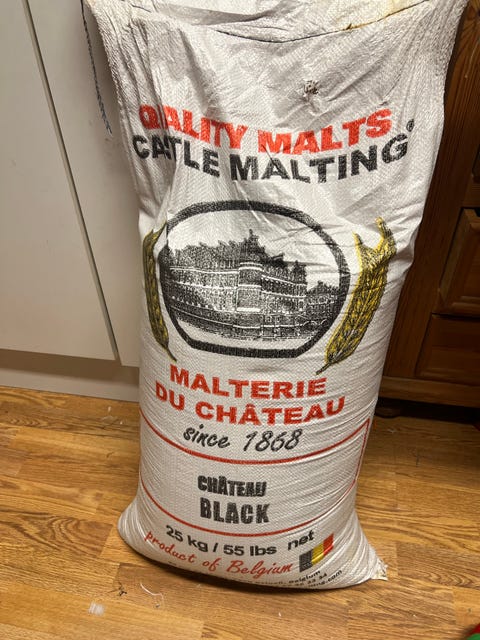 QUALITY MALTS
CASTLE MALTING®
MALTERIE
DU CHÂTEAU
since 1868
CHÂTEAU
BLACK
25 kg / 55 lbs net
product of Belgium
Belgium